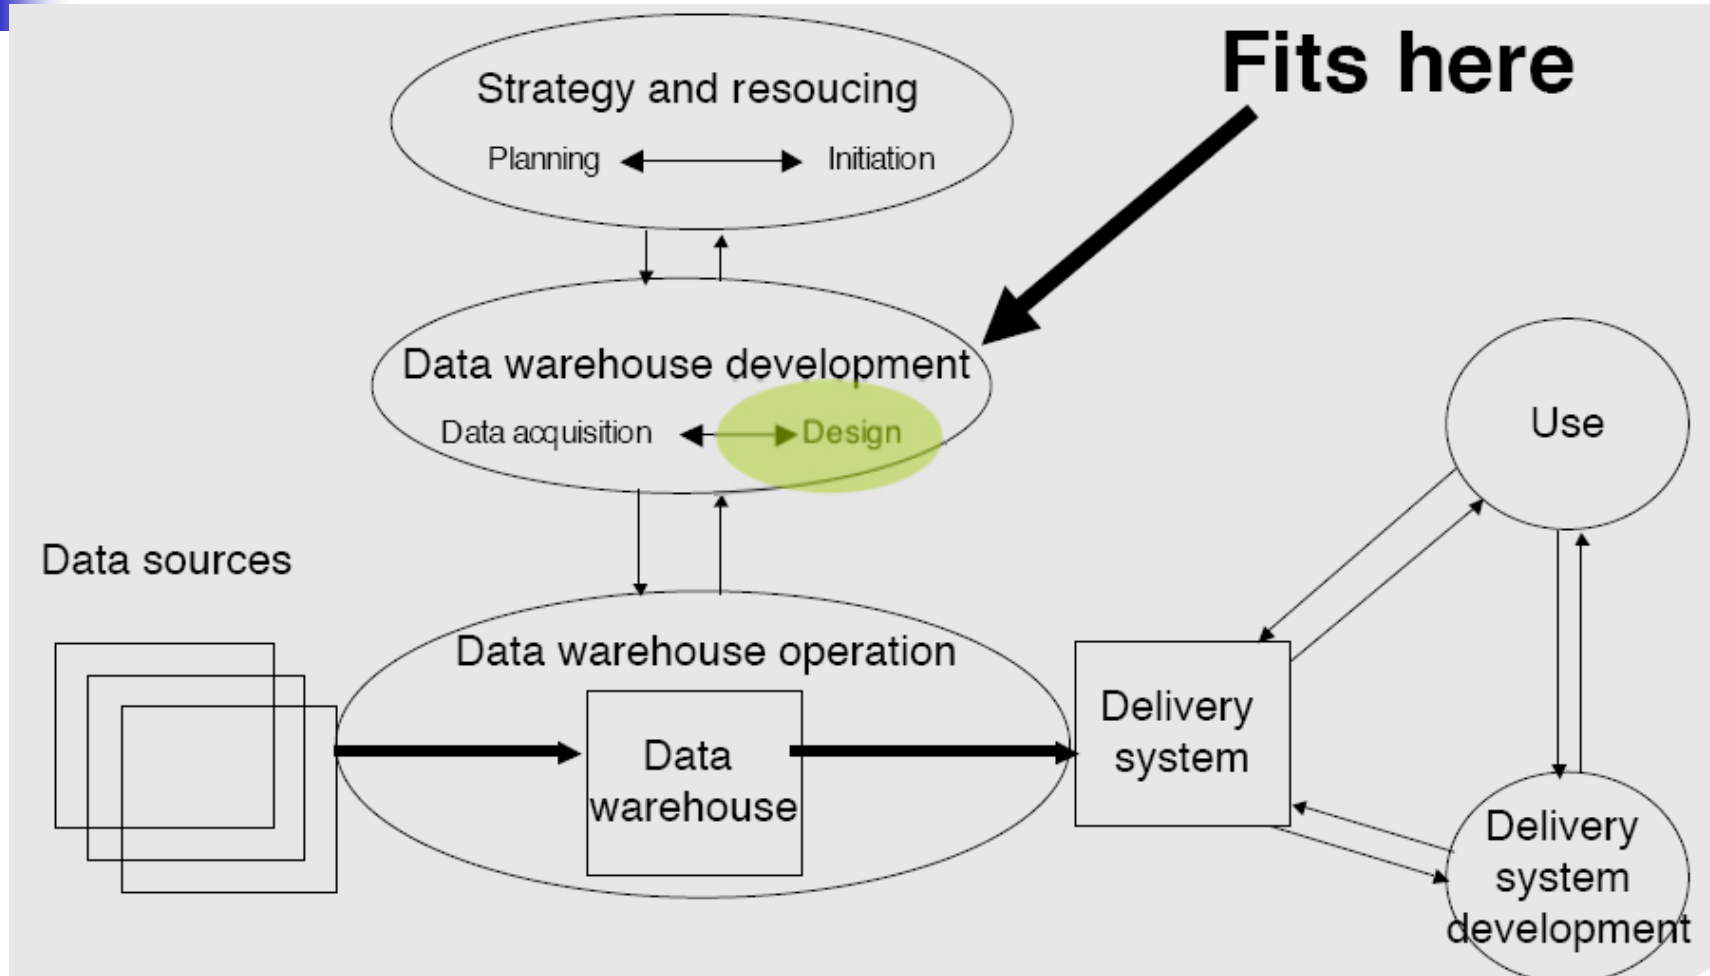 Fits here
Strategy and resoucing
Planning Initiation
Data warehouse development
Data acquisition Design
Use
Data sources
Data warehouse operation
Data
warehouse
Delivery
system
Delivery
system
development